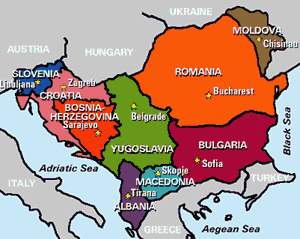 UKRAINE
MOLDOVA
Chisinau
AUSTRIA
HUNGARY
SLOVENIA
Ljubljana
Zagreb
CROATIA
ROMANIA
Bucharest
BOSNIA-
HERZEGOVINA
Sarajevo
Belgrade
YUGOSLAVIA
BULGARIA
Sofia
Black Sea
Adriatic Sea
ITALY
Skopje
MACEDONIA
Tirana
ALBANIA
TURKEY
GREECE
Aegean Sea